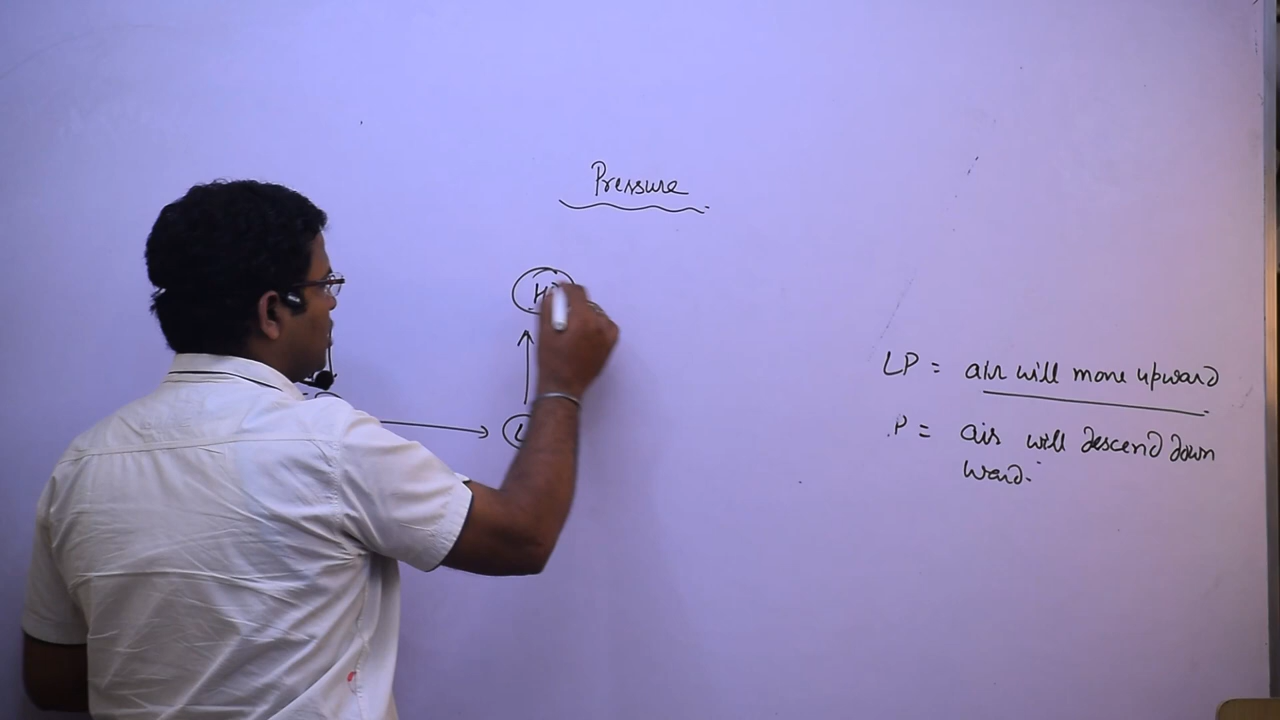 Pressure
H
L
LP = air will move upward
P = air will descend down
ward.